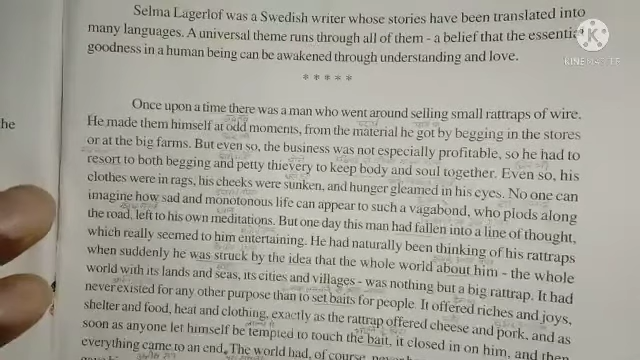 Selma Lagerlof was a Swedish writer whose stories have been translated into
many languages. A universal theme runs through all of them - a belief that the essential
goodness in a human being can be awakened through understanding and love.
* * * * *
Once upon a time there was a man who went around selling small rattraps of wire.
He made them himself at odd moments, from the material he got by begging in the stores
or at the big farms. But even so, the business was not especially profitable, so he had to
resort to both begging and petty thievery to keep body and soul together. Even so, his
clothes were in rags, his cheeks were sunken, and hunger gleamed in his eyes. No one can
imagine how sad and monotonous life can appear to such a vagabond, who plods along
the road, left to his own meditations. But one day this man had fallen into a line of thought,
which really seemed to him entertaining. He had naturally been thinking of his rattraps
when suddenly he was struck by the idea that the whole world about him - the whole
world with its lands and seas, its cities and villages - was nothing but a big rattrap. It had
never existed for any other purpose than to set baits for people. It offered riches and joys,
shelter and food, heat and clothing, exactly as the rattrap offered cheese and pork, and as
soon as anyone let himself be tempted to touch the bait, it closed in on him, and then
everything came to an end. The world had, of course,
he
KINEMASTER